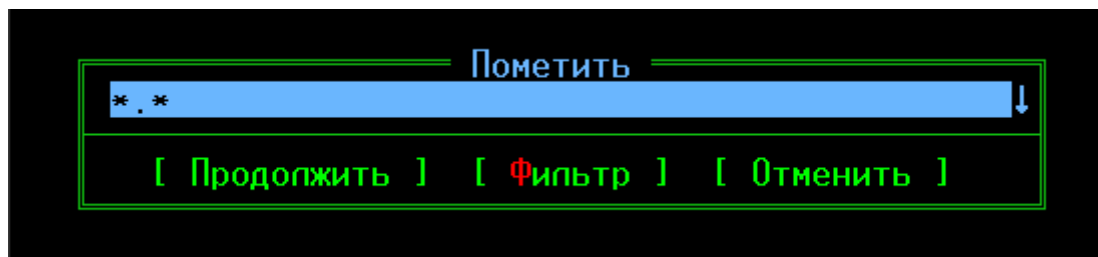 Пометить
*.*
[ Продолжить ] [ Фильтр ] [ Отменить ]